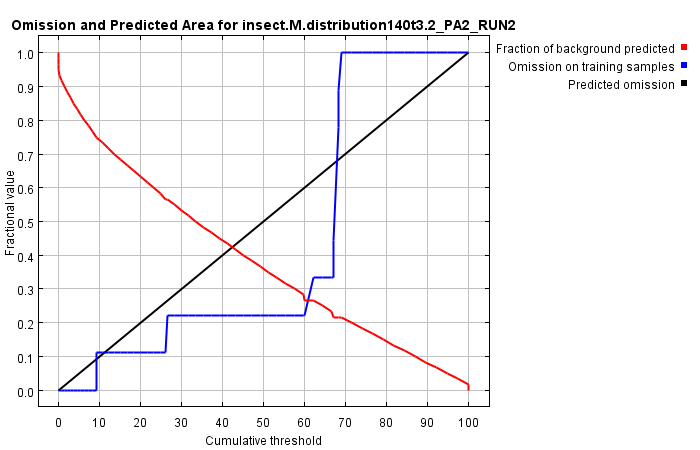 Omission and Predicted Area for insect.M.distribution140t3.2_PA2_RUN2
Fraction of background predicted
Omission on training samples
Predicted omission
1.0
0.9
0.8
0.7
0.6
0.5
0.4
0.3
0.2
0.1
0.0
Fractional value
0 10 20 30 40 50 60 70 80 90 100
Cumulative threshold